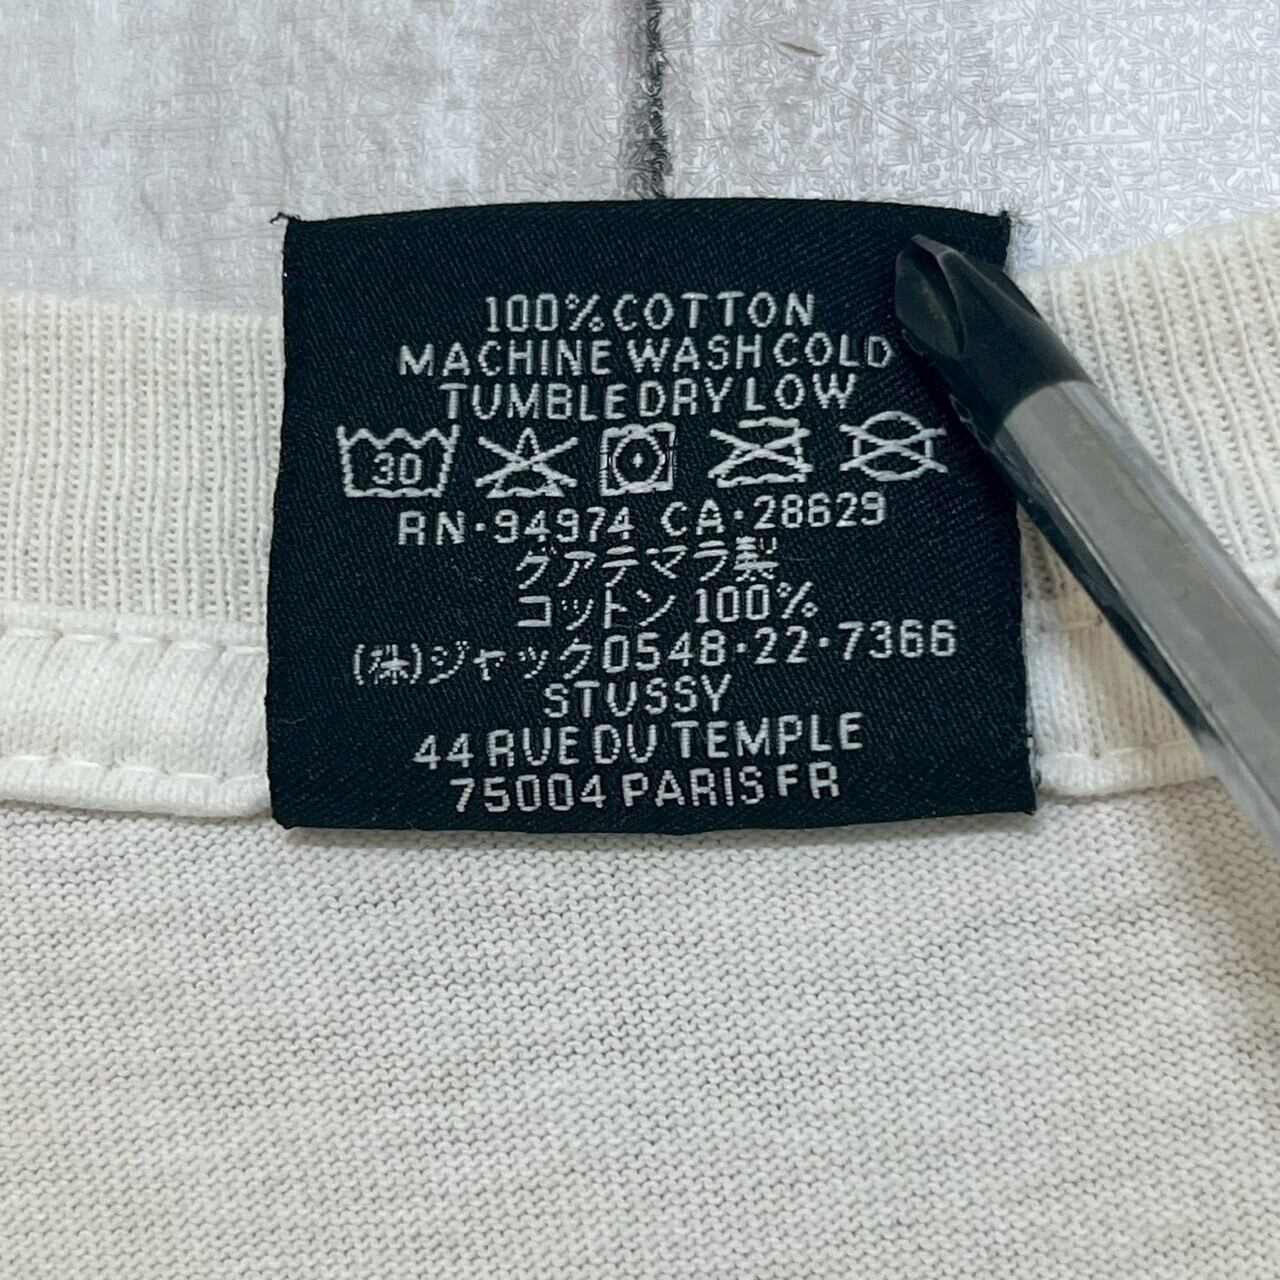 100% COTTON
MACHINE WASH COLD
TUMBLE DRY LOW
30
RN·94974 CA·28629
グアテマラ製
コットン 100%
(株)ジャック0548·22·7366
STUSSY
44 RUE DU TEMPLE
75004 PARIS FR